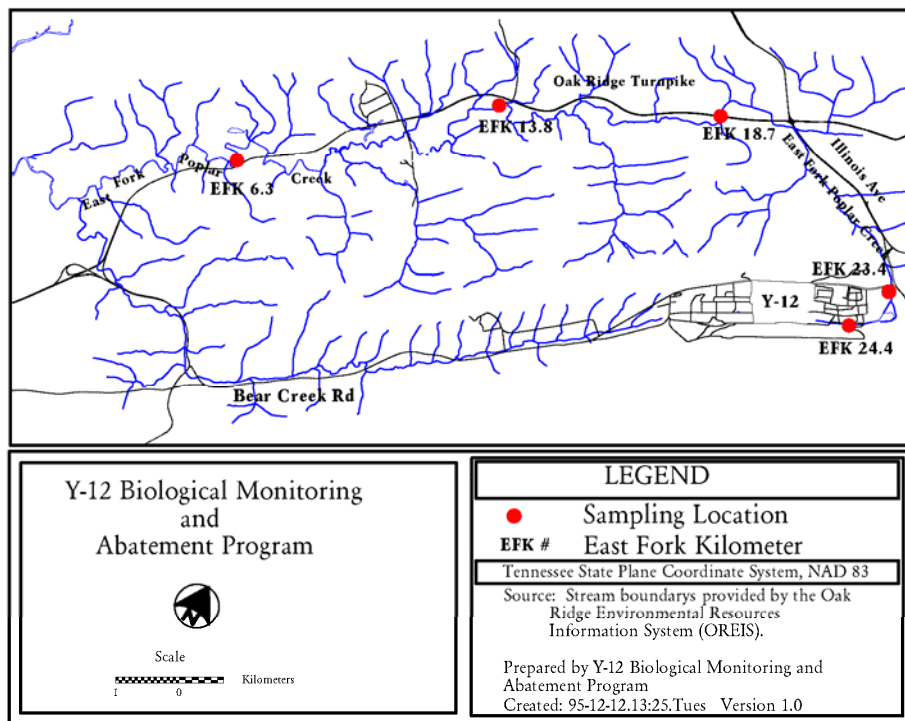 Oak Ridge Turnpike
EFK 13.8
EFK 18.7
Illinois Ave
East Fork Poplar Creek
East Fork Poplar Creek
EFK 6.3
EFK 23.4
Y-12
EFK 24.4
Bear Creek Rd
Y-12 Biological Monitoring
and
Abatement Program
Scale
Kilometers
1 0
LEGEND
Sampling Location
EFK # East Fork Kilometer
Tennessee State Plane Coordinate System, NAD 83
Source: Stream boundarys provided by the Oak
Ridge Environmental Resources
Information System (OREIS).
Prepared by Y-12 Biological Monitoring and
Abatement Program
Created: 95-12-12.13:25.Tues Version 1.0